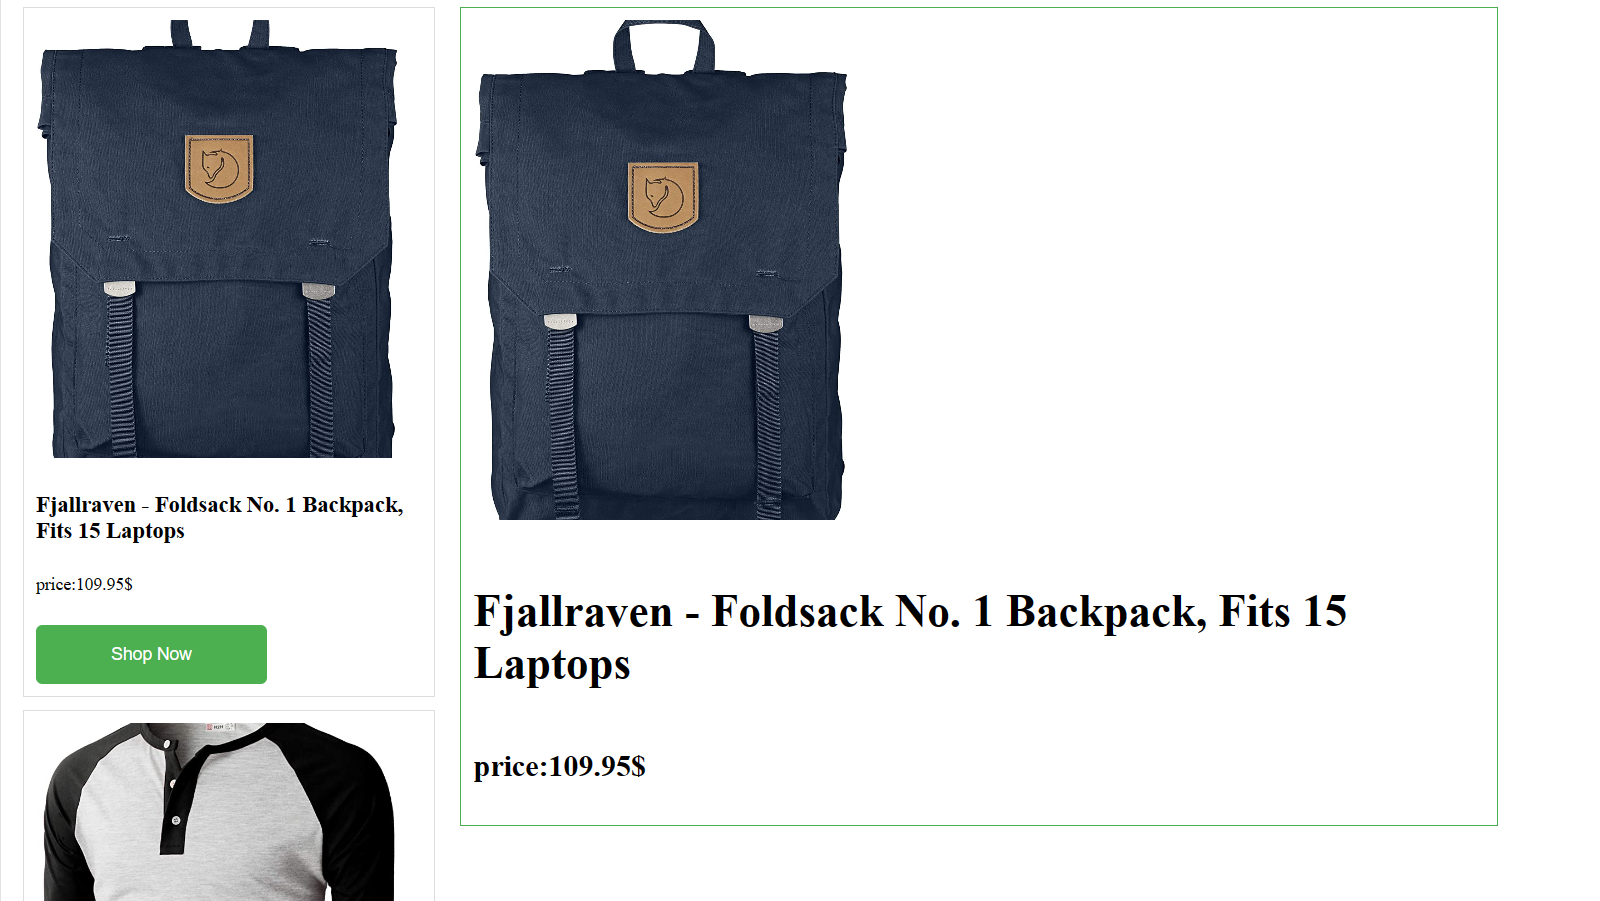 Fjallraven - Foldsack No. 1 Backpack,
Fits 15 Laptops
price:109.95$
Shop Now
Fjallraven - Foldsack No. 1 Backpack, Fits 15
Laptops
price:109.95$